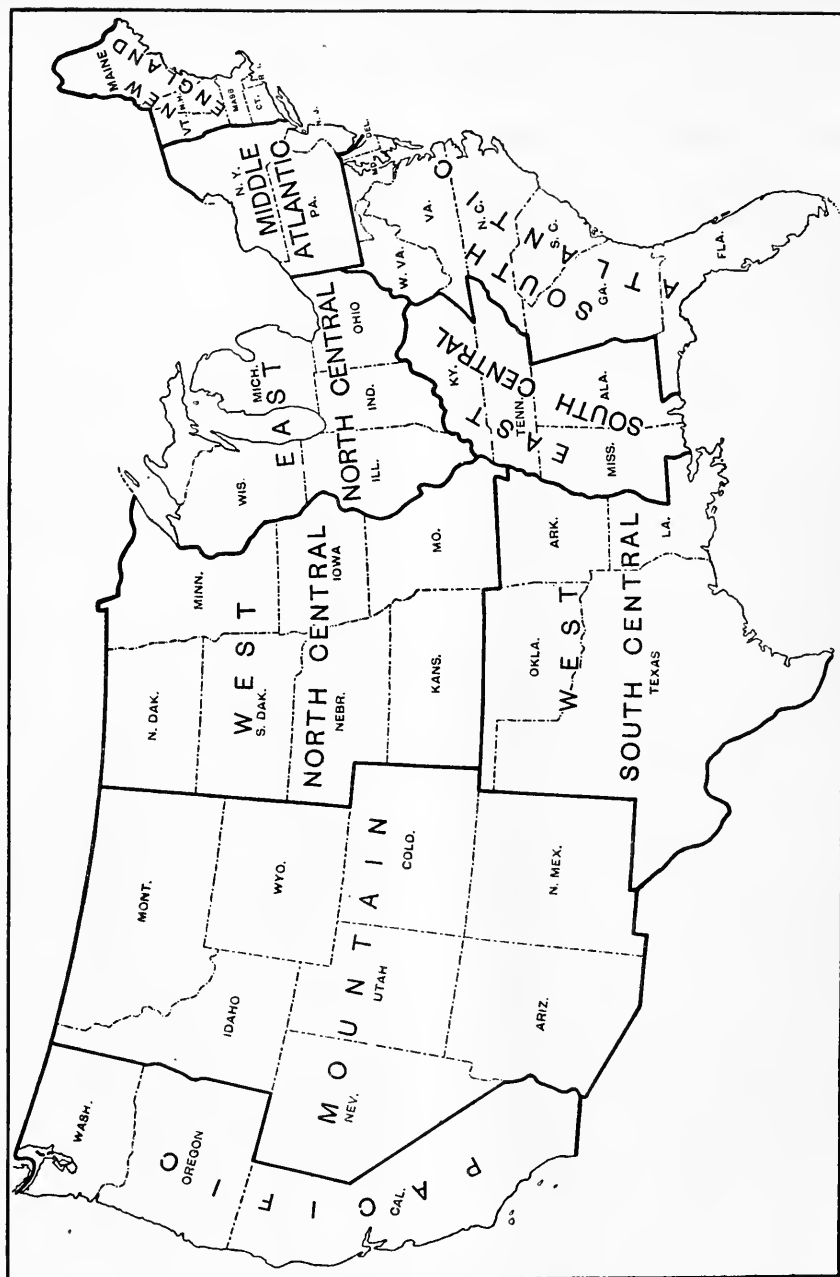 WASH.
OREGON
CAL.
PACIFIC
MONT.
IDAHO
WYO.
NEV.
UTAH
COLO.
ARIZ.
N. MEX.
MOUNTAIN
N. DAK.
S. DAK.
NEBR.
KANS.
MINN.
IOWA
MO.
WEST
NORTH CENTRAL
OKLA.
ARK.
TEXAS
LA.
WEST
SOUTH CENTRAL
WIS.
MICH.
ILL.
IND.
OHIO
EAST
NORTH CENTRAL
KY.
TENN.
MISS.
ALA.
EAST
SOUTH CENTRAL
N. Y.
PA.
N. J.
MIDDLE
ATLANTIC
MAINE
VT.
N.H.
MASS
CT.
R. I.
NEW
ENGLAND
DEL.
MD.
W. VA.
VA.
N. C.
S. C.
GA.
FLA.
SOUTH
ATLANTIC